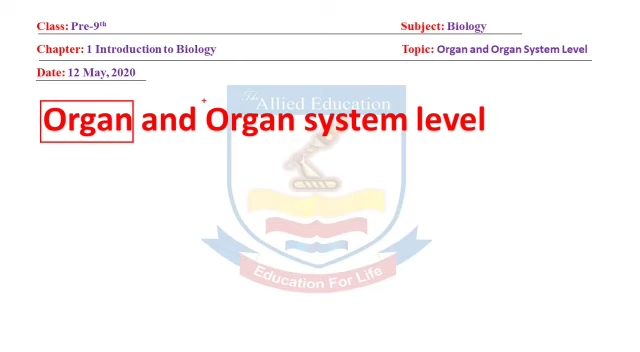 Class: Pre-9th Subject: Biology
Chapter: 1 Introduction to Biology Topic: Organ and Organ System Level
Date: 12 May, 2020
The Allied Education
Organ and Organ system level
Education For Life